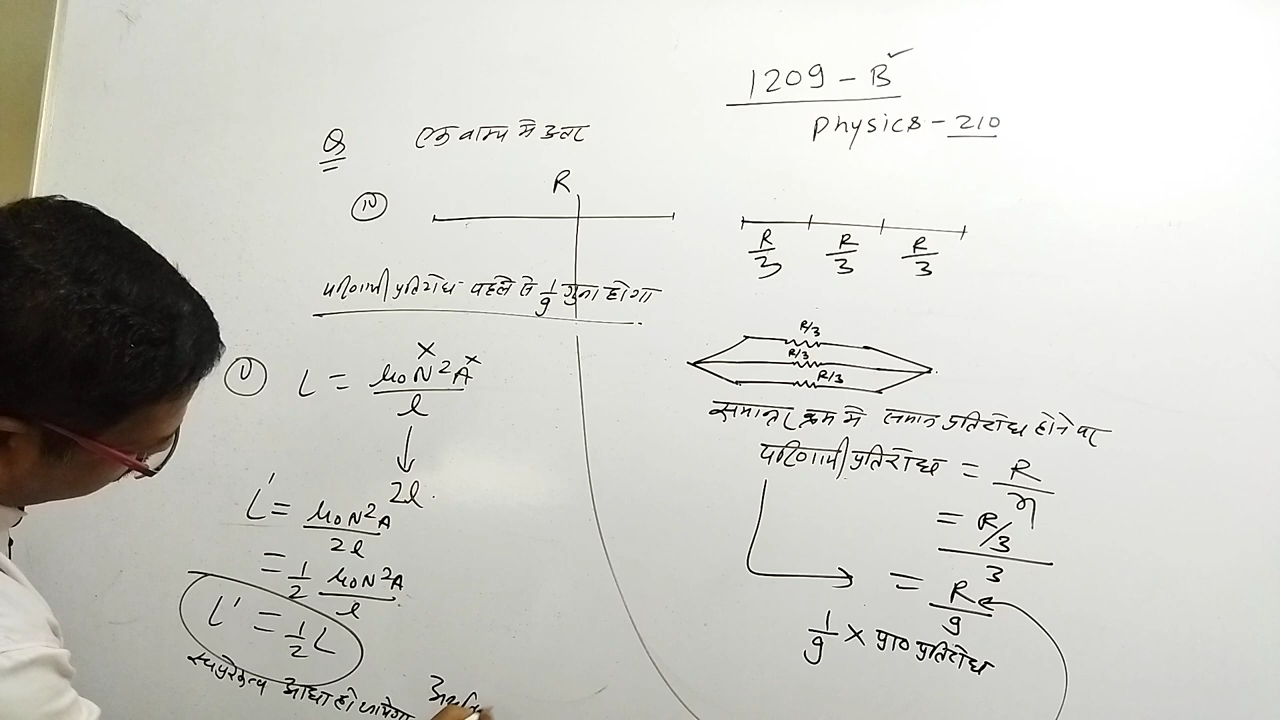 1209 - B
Physics - 210
Q एक वाक्य में उत्तर
(iv) R
R/3 R/3 R/3
परिणामी प्रतिरोध पहले से 1/9 गुना होगा
R/3
R/3
R/3
समान्तर क्रम में समान प्रतिरोध होने पर
परिणामी प्रतिरोध = R/n
= R/3/3
= R/9
1/9 × प्रा० प्रतिरोध
(v) L = μ₀N²A/l
2l
L' = μ₀N²A/2l
= 1/2 μ₀N²A/l
L' = 1/2 L
स्वप्रेरकत्व आधा हो जायेगा